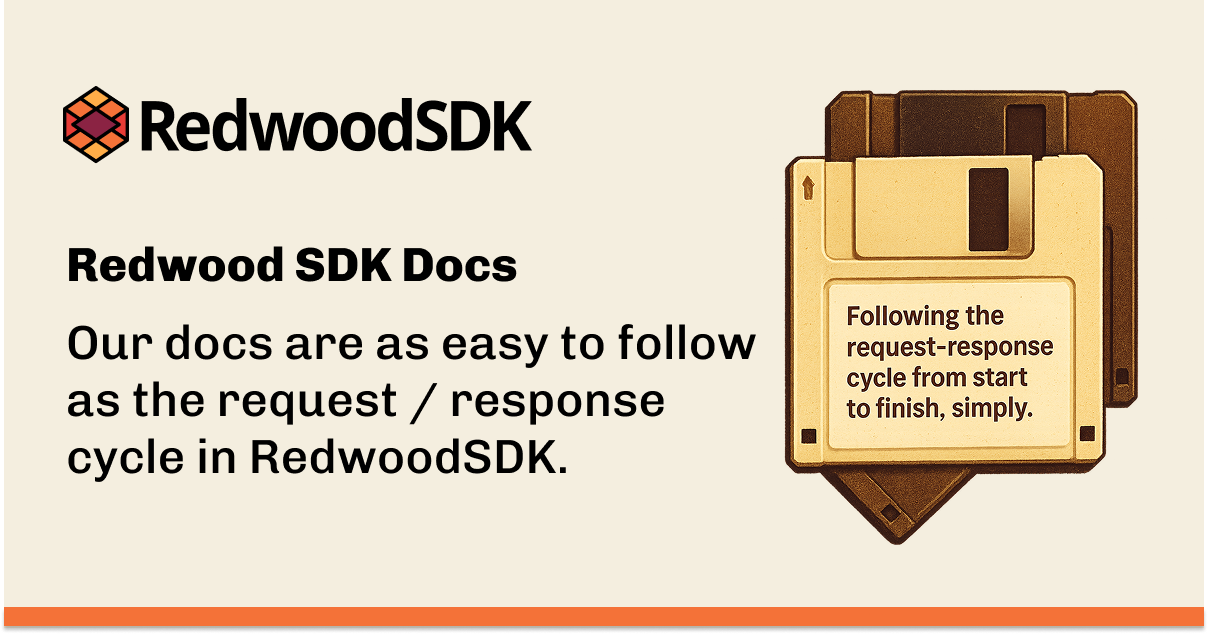 RedwoodSDK
Redwood SDK Docs
Our docs are as easy to follow
as the request / response
cycle in RedwoodSDK.
Following the
request-response
cycle from start
to finish, simply.